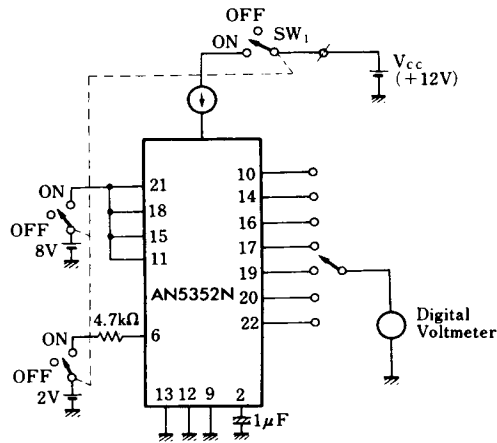 OFF
ON
SW1
VCC
(+12V)
ON
OFF
8V
21
18
15
11
10
14
16
17
19
20
22
AN5352N
Digital
Voltmeter
4.7kΩ
6
ON
OFF
2V
13 12 9 2
1μF